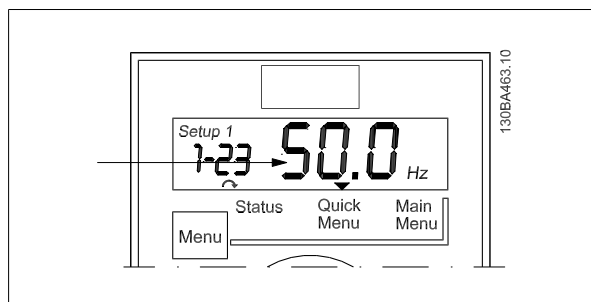 130BA463.10
Setup 1
1-23 50.0 Hz
Status Quick Menu Main Menu
Menu